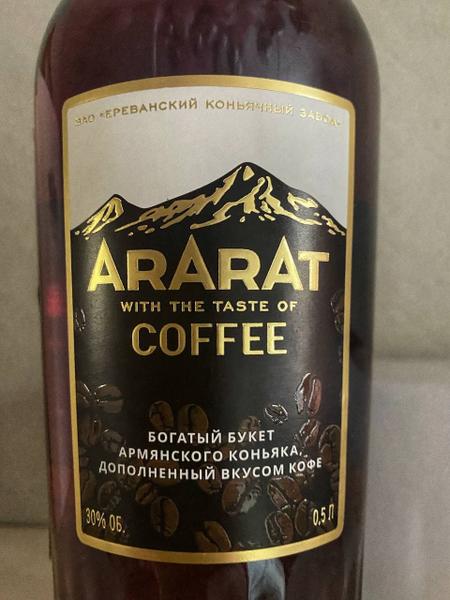 ЗАО "ЕРЕВАНСКИЙ КОНЬЯЧНЫЙ ЗАВОД"
ARARAT
WITH THE TASTE OF
COFFEE
БОГАТЫЙ БУКЕТ
АРМЯНСКОГО КОНЬЯКА,
ДОПОЛНЕННЫЙ ВКУСОМ КОФЕ
30% ОБ. 0,5 Л